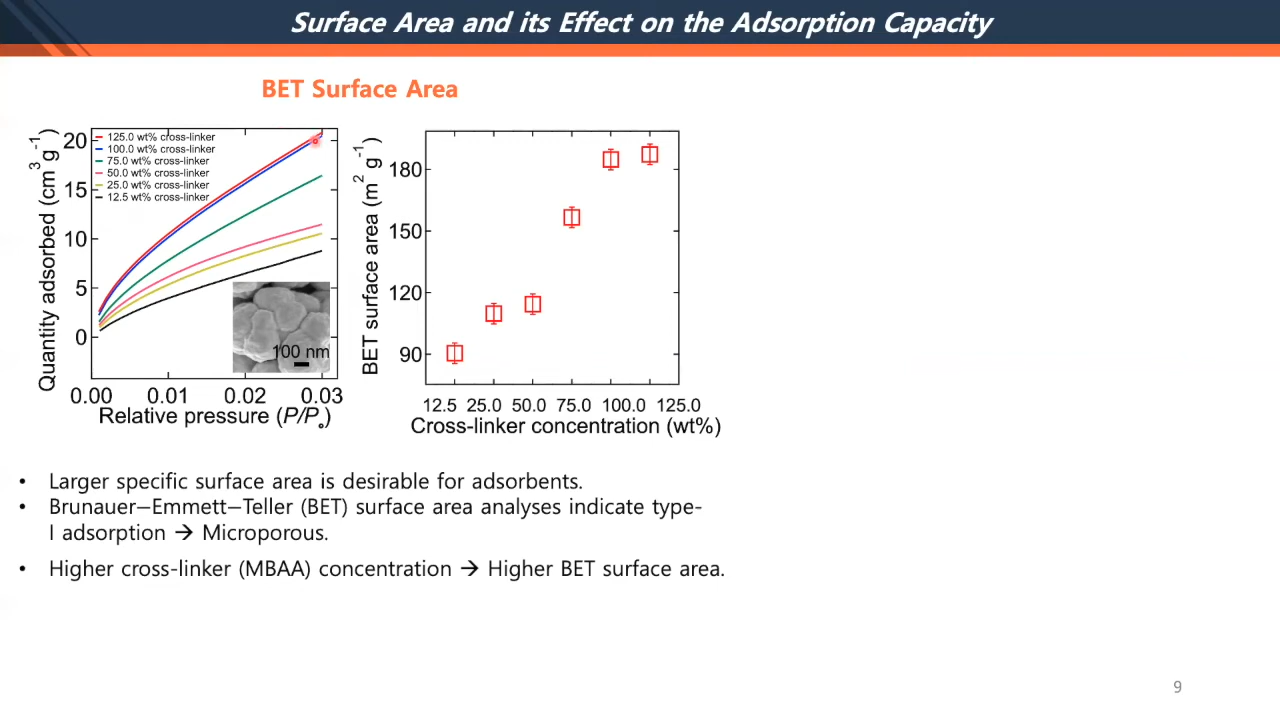 Surface Area and its Effect on the Adsorption Capacity
BET Surface Area
Quantity adsorbed (cm3 g-1)
20
15
10
5
0
125.0 wt% cross-linker
100.0 wt% cross-linker
75.0 wt% cross-linker
50.0 wt% cross-linker
25.0 wt% cross-linker
12.5 wt% cross-linker
100 nm
0.00 0.01 0.02 0.03
Relative pressure (P/P°)
BET surface area (m2 g-1)
180
150
120
90
12.5 25.0 50.0 75.0 100.0 125.0
Cross-linker concentration (wt%)
• Larger specific surface area is desirable for adsorbents.
• Brunauer−Emmett−Teller (BET) surface area analyses indicate type-
I adsorption → Microporous.
• Higher cross-linker (MBAA) concentration → Higher BET surface area.
9